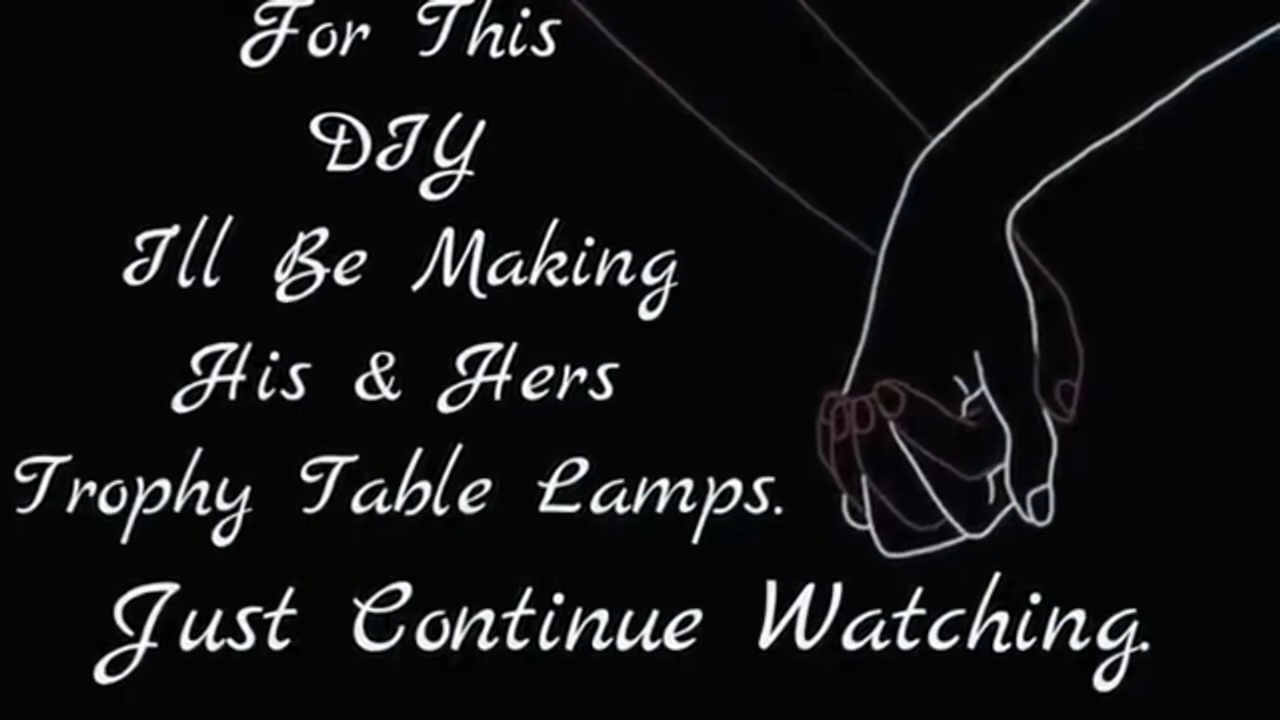 For This
DIY
I'll Be Making
His & Hers
Trophy Table Lamps.
Just Continue Watching.